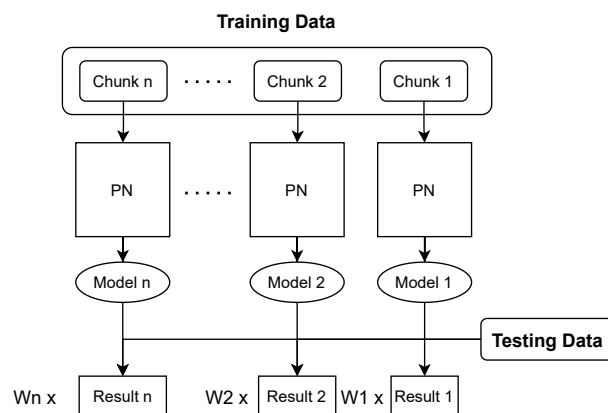 Training Data
Chunk n ..... Chunk 2 Chunk 1
PN ..... PN PN
Model n Model 2 Model 1
Testing Data
Wn x Result n W2 x Result 2 W1 x Result 1